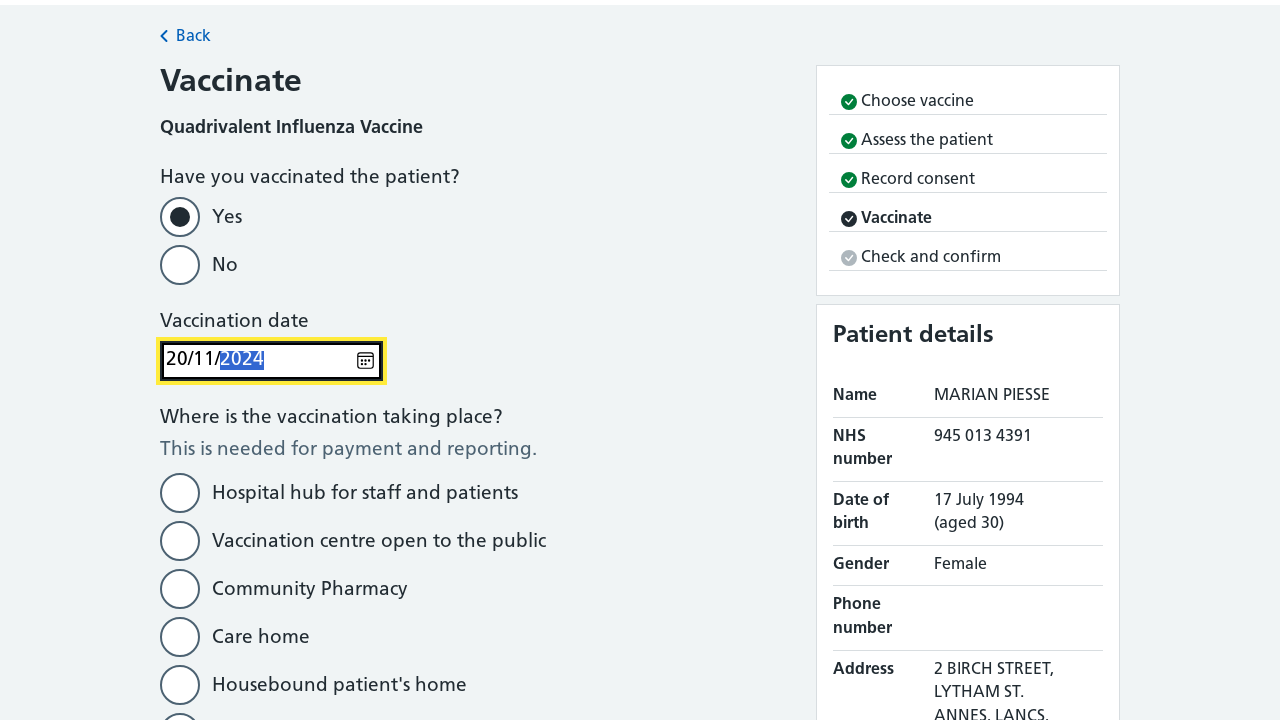 Back
Vaccinate
Quadrivalent Influenza Vaccine
Have you vaccinated the patient?
Yes
No
Vaccination date
20/11/2024
Where is the vaccination taking place?
This is needed for payment and reporting.
Hospital hub for staff and patients
Vaccination centre open to the public
Community Pharmacy
Care home
Housebound patient's home
Choose vaccine
Assess the patient
Record consent
Vaccinate
Check and confirm
Patient details
Name MARIAN PIESSE
NHS number 945 013 4391
Date of birth 17 July 1994 (aged 30)
Gender Female
Phone number
Address 2 BIRCH STREET,
LYTHAM ST.
ANNES, LANCS,